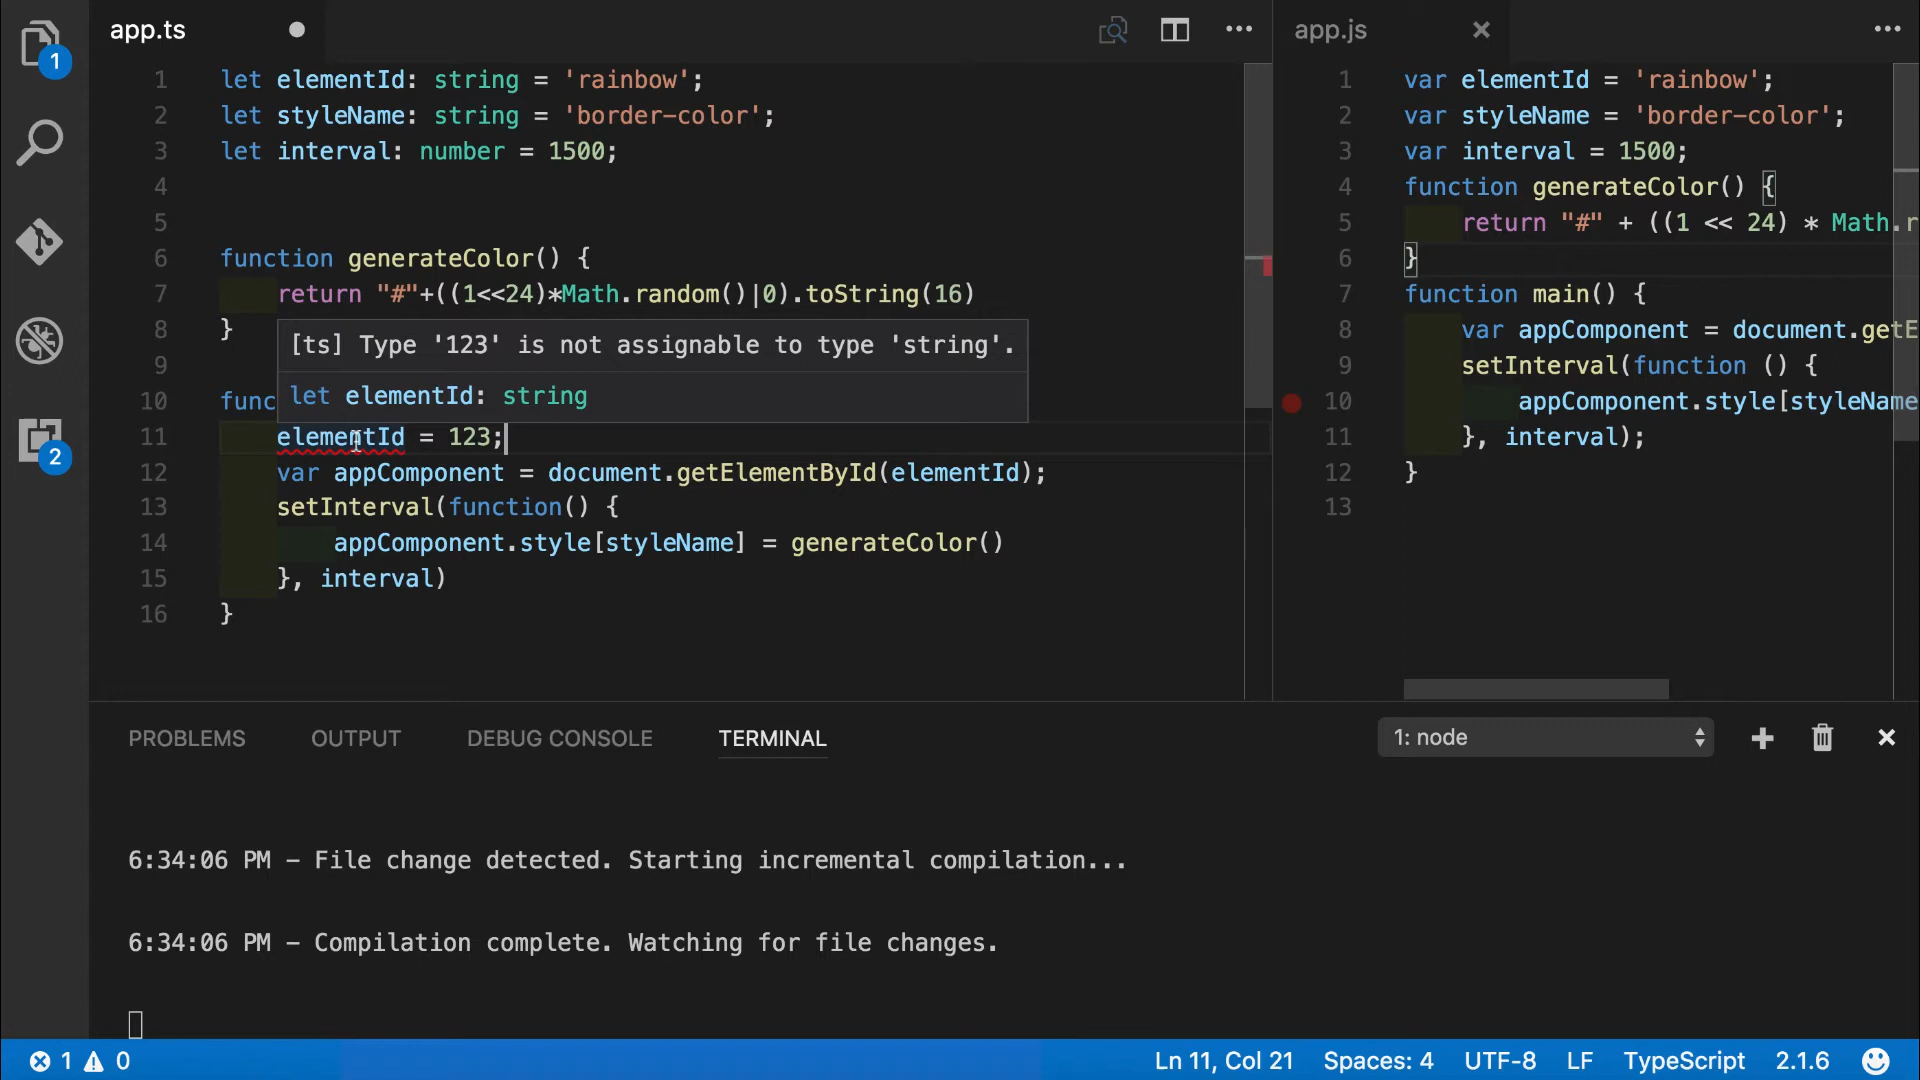 1
2
app.ts
app.js
1 let elementId: string = 'rainbow';
2 let styleName: string = 'border-color';
3 let interval: number = 1500;
4
5
6 function generateColor() {
7 return "#"+((1<<24)*Math.random()|0).toString(16)
8 }
9
[ts] Type '123' is not assignable to type 'string'.
let elementId: string
10 func
11 elementId = 123;
12 var appComponent = document.getElementById(elementId);
13 setInterval(function() {
14 appComponent.style[styleName] = generateColor()
15 }, interval)
16 }
1 var elementId = 'rainbow';
2 var styleName = 'border-color';
3 var interval = 1500;
4 function generateColor() {
5 return "#" + ((1 << 24) * Math.r
6 }
7 function main() {
8 var appComponent = document.getE
9 setInterval(function () {
10 appComponent.style[styleName
11 }, interval);
12 }
13
PROBLEMS OUTPUT DEBUG CONSOLE TERMINAL 1: node
6:34:06 PM - File change detected. Starting incremental compilation...
6:34:06 PM - Compilation complete. Watching for file changes.
1 0 Ln 11, Col 21 Spaces: 4 UTF-8 LF TypeScript 2.1.6